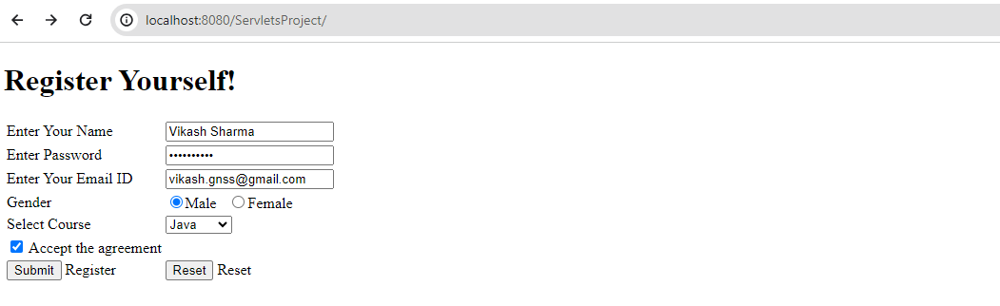 localhost:8080/ServletsProject/
Register Yourself!
Enter Your Name Vikash Sharma
Enter Password ••••••••••
Enter Your Email ID vikash.gnss@gmail.com
Gender Male Female
Select Course Java
Accept the agreement
Submit Register Reset Reset